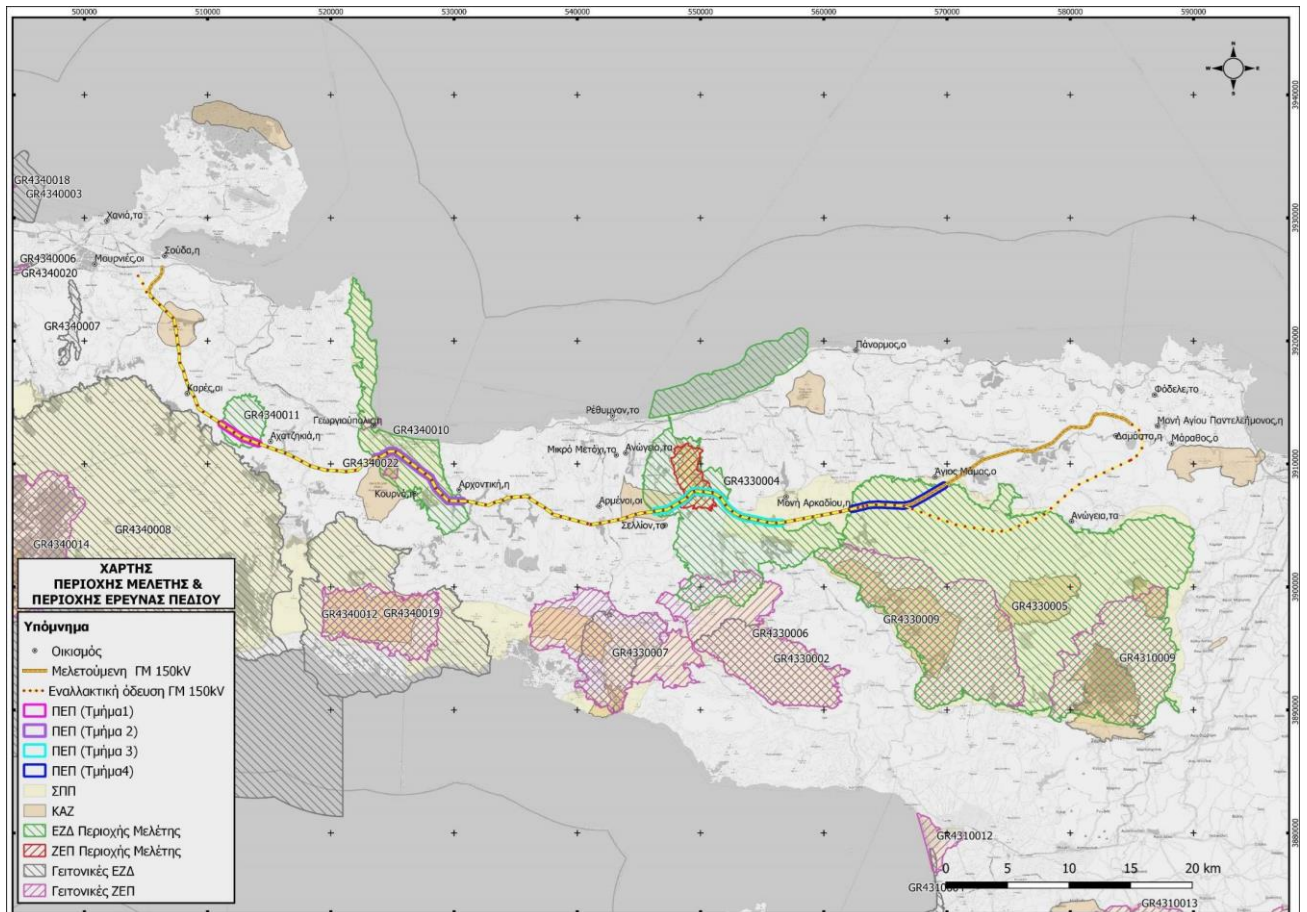 500000 510000 520000 530000 540000 550000 560000 570000 580000 590000
3940000
3930000
3920000
3910000
3900000
3890000
3880000
GR4340018
GR4340003
Χανιά,τα
Σούδα,η
Μουρνιές,οι
GR4340006
GR4340020
GR4340007
Καρές,οι
GR4340011
Αχατζηκιά,η
Γεωργιούπολις,η
GR4340010
GR4340022
Κουρνά,η
Αρχοντική,η
Ρέθυμνον,το
Μικρό Μετόχι,το
Ανώγεια,τα
Αρμένοι,οι
Σελλίον,το
GR4330004
Μονή Αρκαδίου,η
Πάνορμος,ο
Άγιος Μάμας,ο
Φόδελε,το
Μονή Αγίου Παντελεήμονος,η
Δαμάστα,η
Μάραθος,ο
Ανώγεια,τα
GR4340008
GR4340014
GR4340012
GR4340019
GR4330007
GR4330006
GR4330002
GR4330009
GR4330005
GR4310009
GR4310012
GR4310013
ΧΑΡΤΗΣ
ΠΕΡΙΟΧΗΣ ΜΕΛΕΤΗΣ &
ΠΕΡΙΟΧΗΣ ΕΡΕΥΝΑΣ ΠΕΔΙΟΥ
Υπόμνημα
Οικισμός
Μελετούμενη ΓΜ 150kV
Εναλλακτική όδευση ΓΜ 150kV
ΠΕΠ (Τμήμα1)
ΠΕΠ (Τμήμα 2)
ΠΕΠ (Τμήμα 3)
ΠΕΠ (Τμήμα4)
ΣΠΠ
ΚΑΖ
ΕΖΔ Περιοχής Μελέτης
ΖΕΠ Περιοχής Μελέτης
Γειτονικές ΕΖΔ
Γειτονικές ΖΕΠ
0 5 10 15 20 km